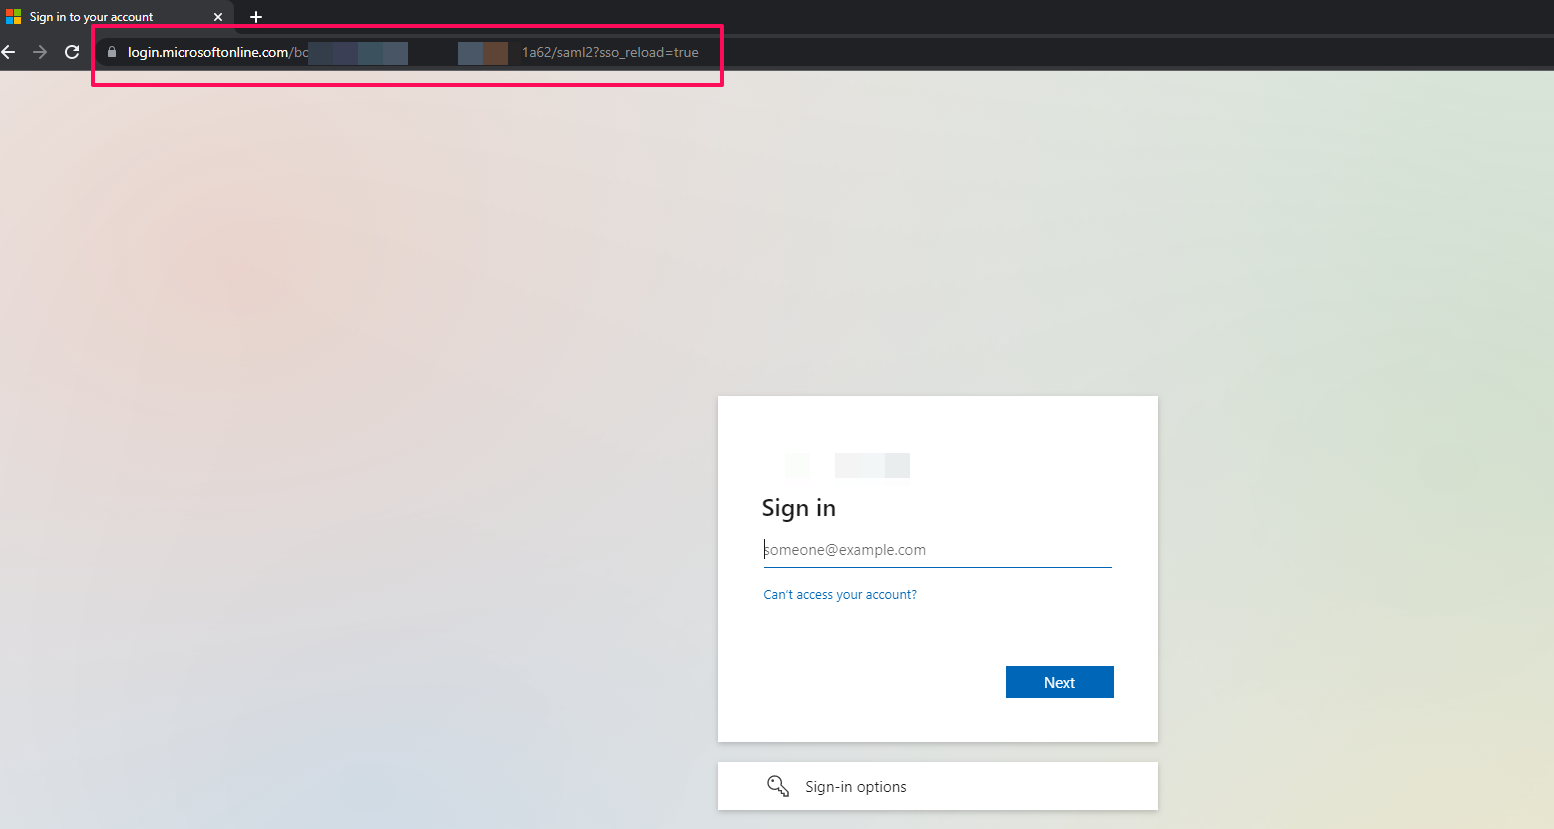 Sign in to your account
login.microsoftonline.com/bc 1a62/saml2?sso_reload=true
Sign in
someone@example.com
Can't access your account?
Next
Sign-in options